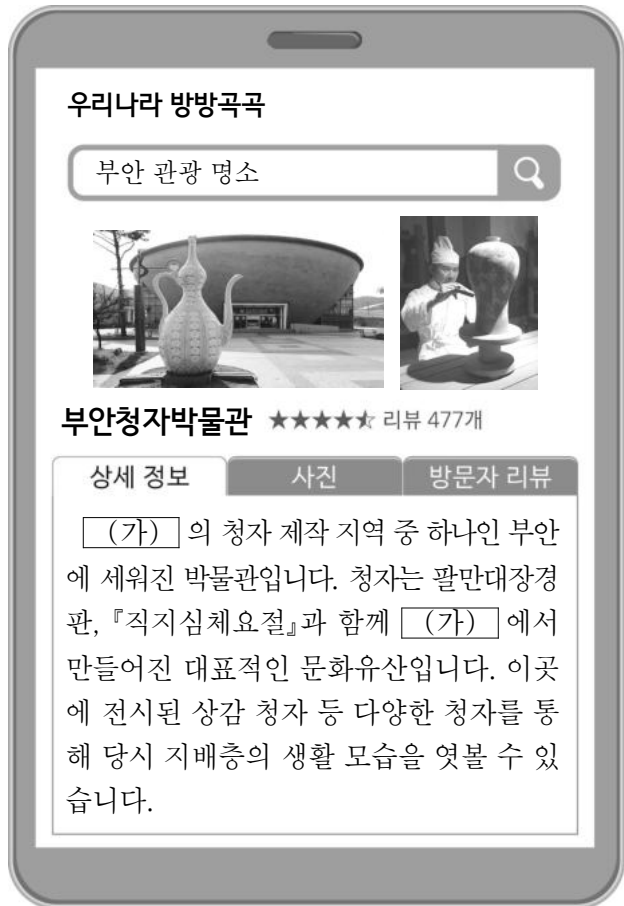 우리나라 방방곡곡
부안 관광 명소
부안청자박물관 ★★★★⯪ 리뷰 477개
상세 정보 사진 방문자 리뷰
(가) 의 청자 제작 지역 중 하나인 부안
에 세워진 박물관입니다. 청자는 팔만대장경
판, 『직지심체요절』과 함께 (가) 에서
만들어진 대표적인 문화유산입니다. 이곳
에 전시된 상감 청자 등 다양한 청자를 통
해 당시 지배층의 생활 모습을 엿볼 수 있
습니다.